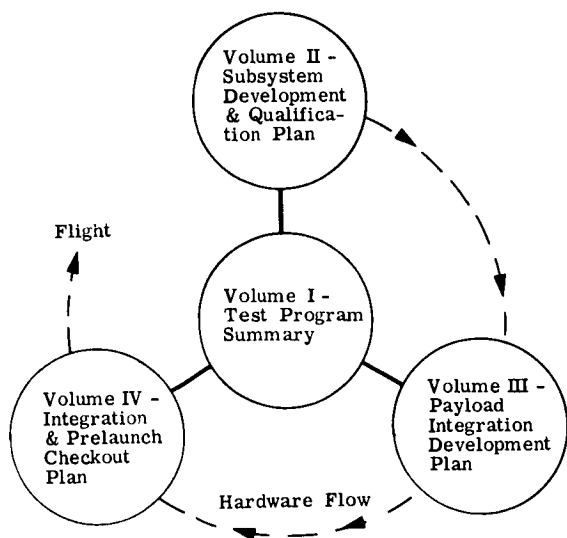 Volume II -
Subsystem
Development
& Qualifica-
tion Plan
Flight
Volume I -
Test Program
Summary
Volume IV -
Integration
& Prelaunch
Checkout
Plan
Volume III -
Payload
Integration
Development
Plan
Hardware Flow